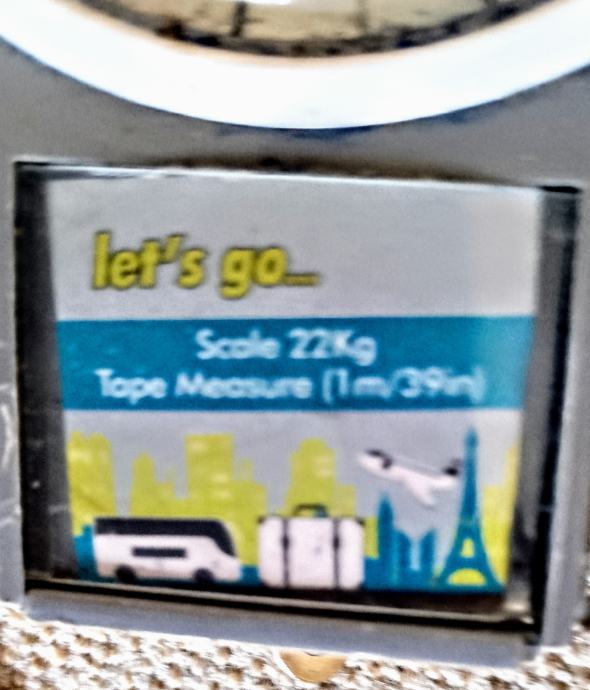 let's go...
Scale 22Kg
Tape Measure (1m/39in)